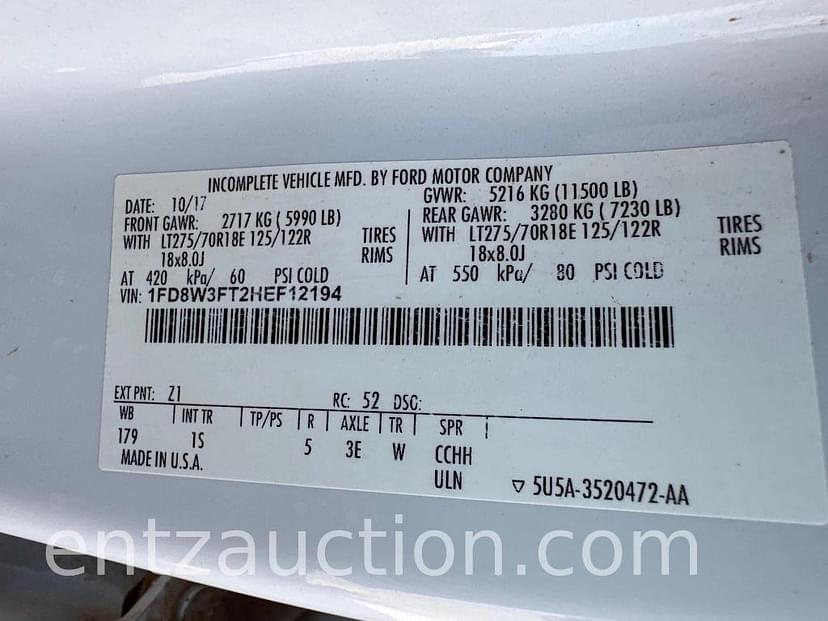 INCOMPLETE VEHICLE MFD. BY FORD MOTOR COMPANY
DATE: 10/17 GVWR: 5216 KG (11500 LB)
FRONT GAWR: 2717 KG ( 5990 LB) REAR GAWR: 3280 KG ( 7230 LB)
WITH LT275/70R18E 125/122R TIRES WITH LT275/70R18E 125/122R TIRES
18x8.0J RIMS 18x8.0J RIMS
AT 420 kPa/ 60 PSI COLD AT 550 kPa/ 80 PSI COLD
VIN: 1FD8W3FT2HEF12194
EXT PNT: Z1 RC: 52 DSO:
WB INT TR TP/PS R AXLE TR SPR
179 1S 5 3E W CCHH
MADE IN U.S.A. ULN ▽ 5U5A-3520472-AA
entzauction.com